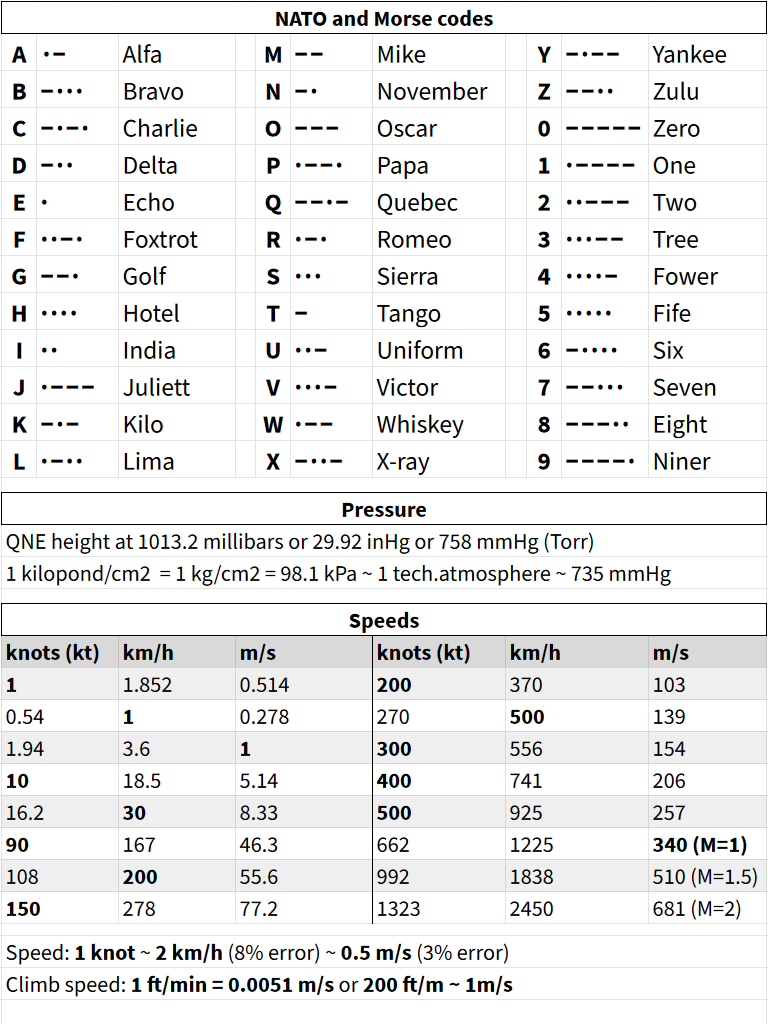 NATO and Morse codes
A •− Alfa M −− Mike Y −•−− Yankee
B −••• Bravo N −• November Z −−•• Zulu
C −•−• Charlie O −−− Oscar 0 −−−−− Zero
D −•• Delta P •−−• Papa 1 •−−−− One
E • Echo Q −−•− Quebec 2 ••−−− Two
F ••−• Foxtrot R •−• Romeo 3 •••−− Tree
G −−• Golf S ••• Sierra 4 ••••− Fower
H •••• Hotel T − Tango 5 ••••• Fife
I •• India U ••− Uniform 6 −•••• Six
J •−−− Juliett V •••− Victor 7 −−••• Seven
K −•− Kilo W •−− Whiskey 8 −−−•• Eight
L •−•• Lima X −••− X-ray 9 −−−−• Niner
Pressure
QNE height at 1013.2 millibars or 29.92 inHg or 758 mmHg (Torr)
1 kilopond/cm2 = 1 kg/cm2 = 98.1 kPa ~ 1 tech.atmosphere ~ 735 mmHg
Speeds
knots (kt) km/h m/s knots (kt) km/h m/s
1 1.852 0.514 200 370 103
0.54 1 0.278 270 500 139
1.94 3.6 1 300 556 154
10 18.5 5.14 400 741 206
16.2 30 8.33 500 925 257
90 167 46.3 662 1225 340 (M=1)
108 200 55.6 992 1838 510 (M=1.5)
150 278 77.2 1323 2450 681 (M=2)
Speed: 1 knot ~ 2 km/h (8% error) ~ 0.5 m/s (3% error)
Climb speed: 1 ft/min = 0.0051 m/s or 200 ft/m ~ 1m/s